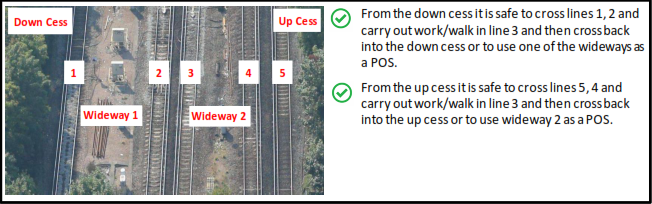 Down Cess
Up Cess
1
2
3
4
5
Wideway 1
Wideway 2
From the down cess it is safe to cross lines 1, 2 and
carry out work/walk in line 3 and then cross back
into the down cess or to use one of the wideways as
a POS.
From the up cess it is safe to cross lines 5, 4 and
carry out work/walk in line 3 and then cross back
into the up cess or to use wideway 2 as a POS.